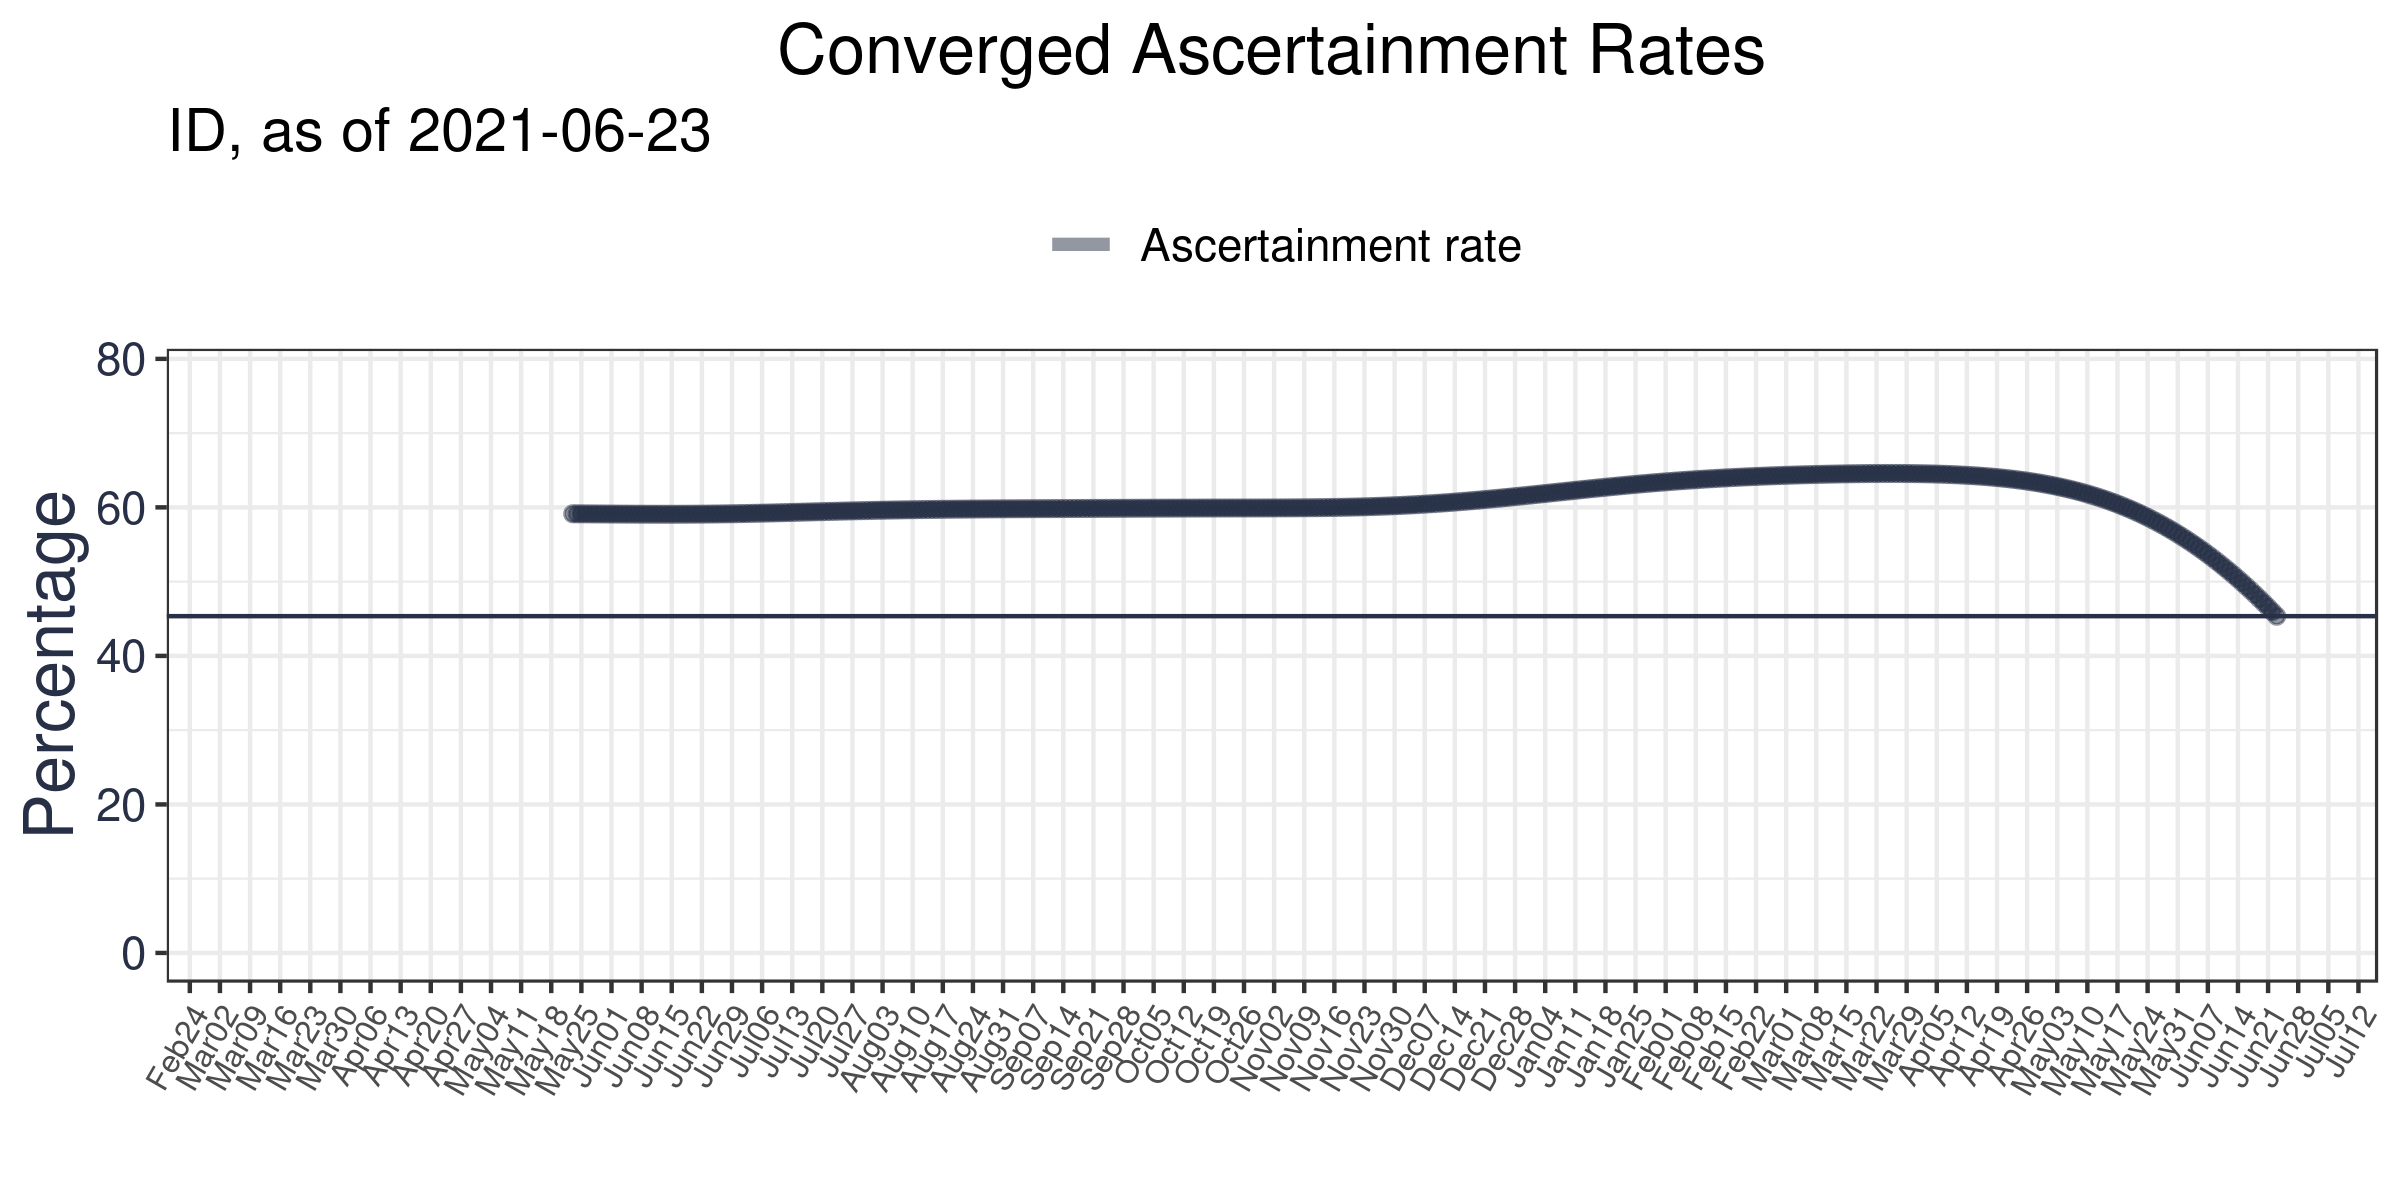 Converged Ascertainment Rates
ID, as of 2021-06-23
Ascertainment rate
Percentage
80
60
40
20
0
Feb24
Mar02
Mar09
Mar16
Mar23
Mar30
Apr06
Apr13
Apr20
Apr27
May04
May11
May18
May25
Jun01
Jun08
Jun15
Jun22
Jun29
Jul06
Jul13
Jul20
Jul27
Aug03
Aug10
Aug17
Aug24
Aug31
Sep07
Sep14
Sep21
Sep28
Oct05
Oct12
Oct19
Oct26
Nov02
Nov09
Nov16
Nov23
Nov30
Dec07
Dec14
Dec21
Dec28
Jan04
Jan11
Jan18
Jan25
Feb01
Feb08
Feb15
Feb22
Mar01
Mar08
Mar15
Mar22
Mar29
Apr05
Apr12
Apr19
Apr26
May03
May10
May17
May24
May31
Jun07
Jun14
Jun21
Jun28
Jul05
Jul12